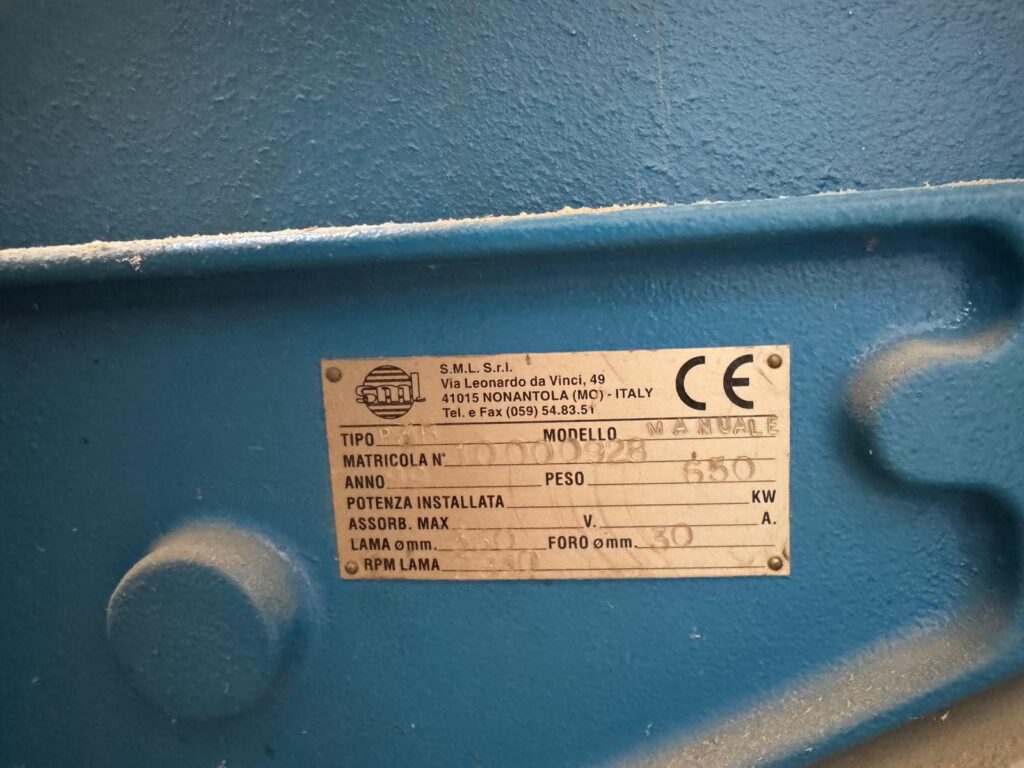 sml
S.M.L. S.r.l.
Via Leonardo da Vinci, 49
41015 NONANTOLA (MO) - ITALY
Tel. e Fax (059) 54.83.51
CE
TIPO MODELLO MANUALE
MATRICOLA N° 10000928
ANNO PESO 650
POTENZA INSTALLATA KW
ASSORB. MAX V. A.
LAMA ø mm. FORO ø mm. 30
RPM LAMA